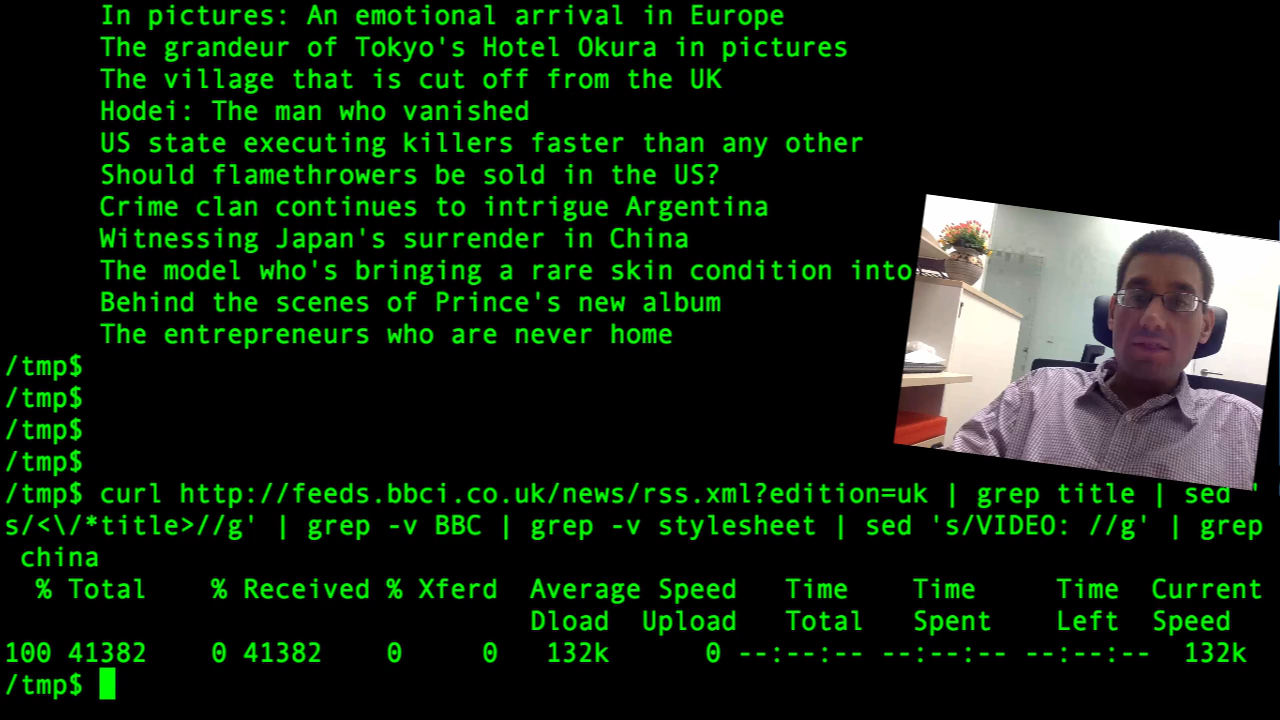 In pictures: An emotional arrival in Europe
The grandeur of Tokyo's Hotel Okura in pictures
The village that is cut off from the UK
Hodei: The man who vanished
US state executing killers faster than any other
Should flamethrowers be sold in the US?
Crime clan continues to intrigue Argentina
Witnessing Japan's surrender in China
The model who's bringing a rare skin condition into
Behind the scenes of Prince's new album
The entrepreneurs who are never home
/tmp$
/tmp$
/tmp$
/tmp$
/tmp$ curl http://feeds.bbci.co.uk/news/rss.xml?edition=uk | grep title | sed '
s/<\/*title>//g' | grep -v BBC | grep -v stylesheet | sed 's/VIDEO: //g' | grep
china
% Total % Received % Xferd Average Speed Time Time Time Current
Dload Upload Total Spent Left Speed
100 41382 0 41382 0 0 132k 0 --:--:-- --:--:-- --:--:-- 132k
/tmp$